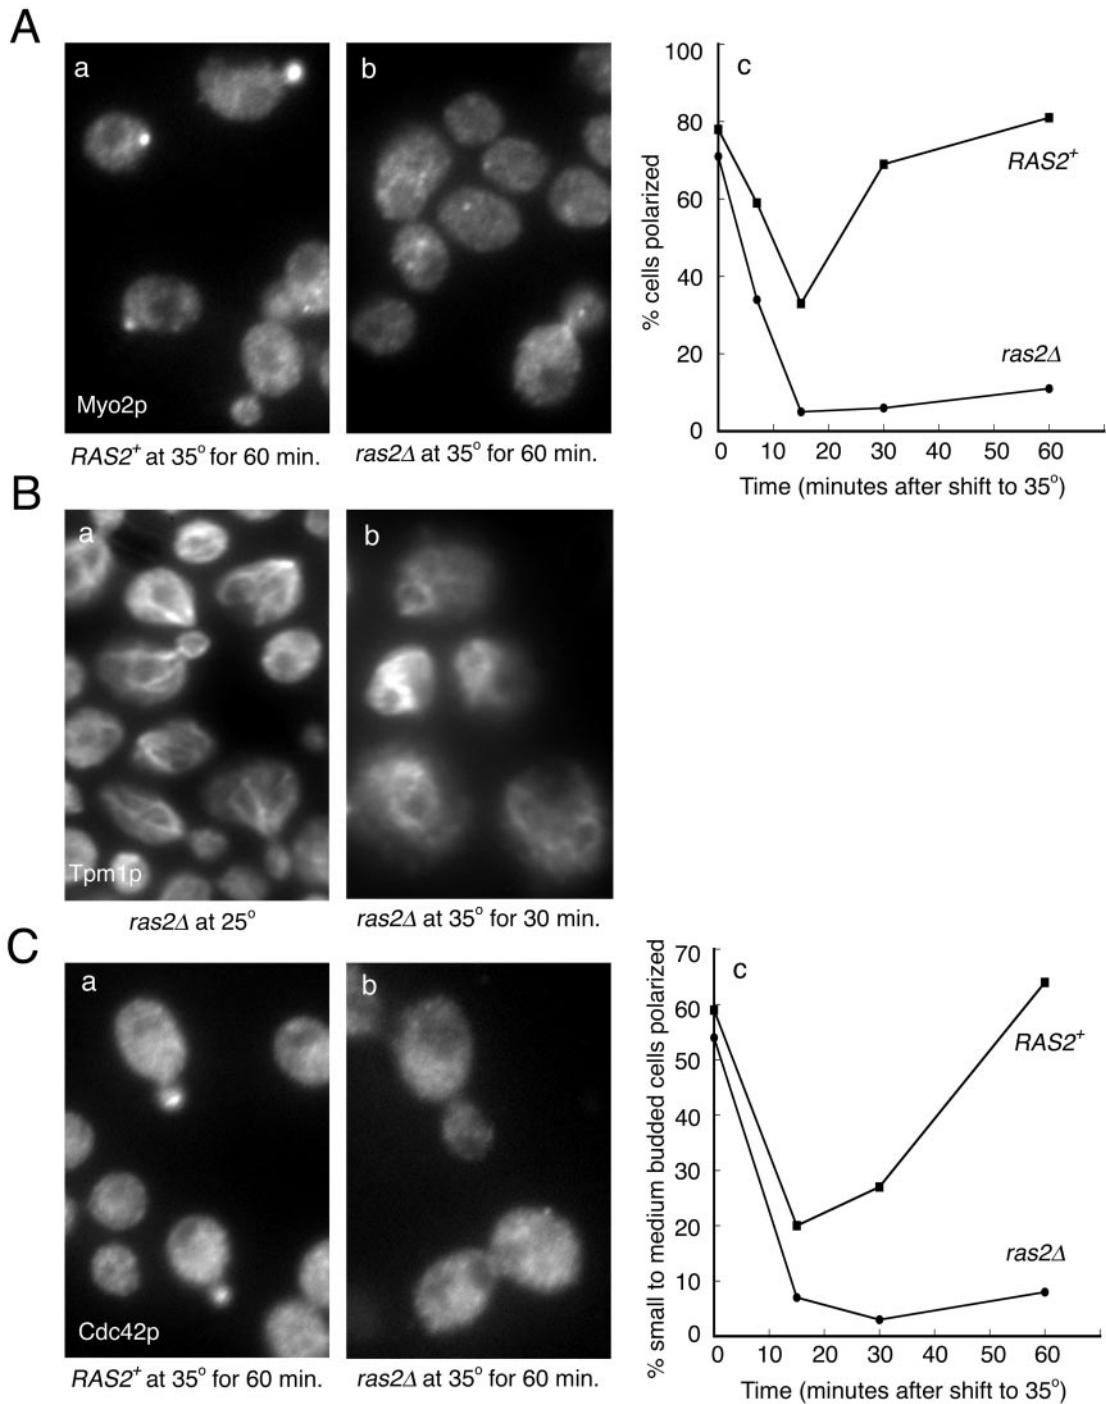 A
a
b
Myo2p
RAS2+ at 35° for 60 min.
ras2Δ at 35° for 60 min.
c
% cells polarized
100
80
60
40
20
0
RAS2+
ras2Δ
0 10 20 30 40 50 60
Time (minutes after shift to 35°)
B
a
b
Tpm1p
ras2Δ at 25°
ras2Δ at 35° for 30 min.
C
a
b
Cdc42p
RAS2+ at 35° for 60 min.
ras2Δ at 35° for 60 min.
c
% small to medium budded cells polarized
70
60
50
40
30
20
10
0
RAS2+
ras2Δ
0 10 20 30 40 50 60
Time (minutes after shift to 35°)